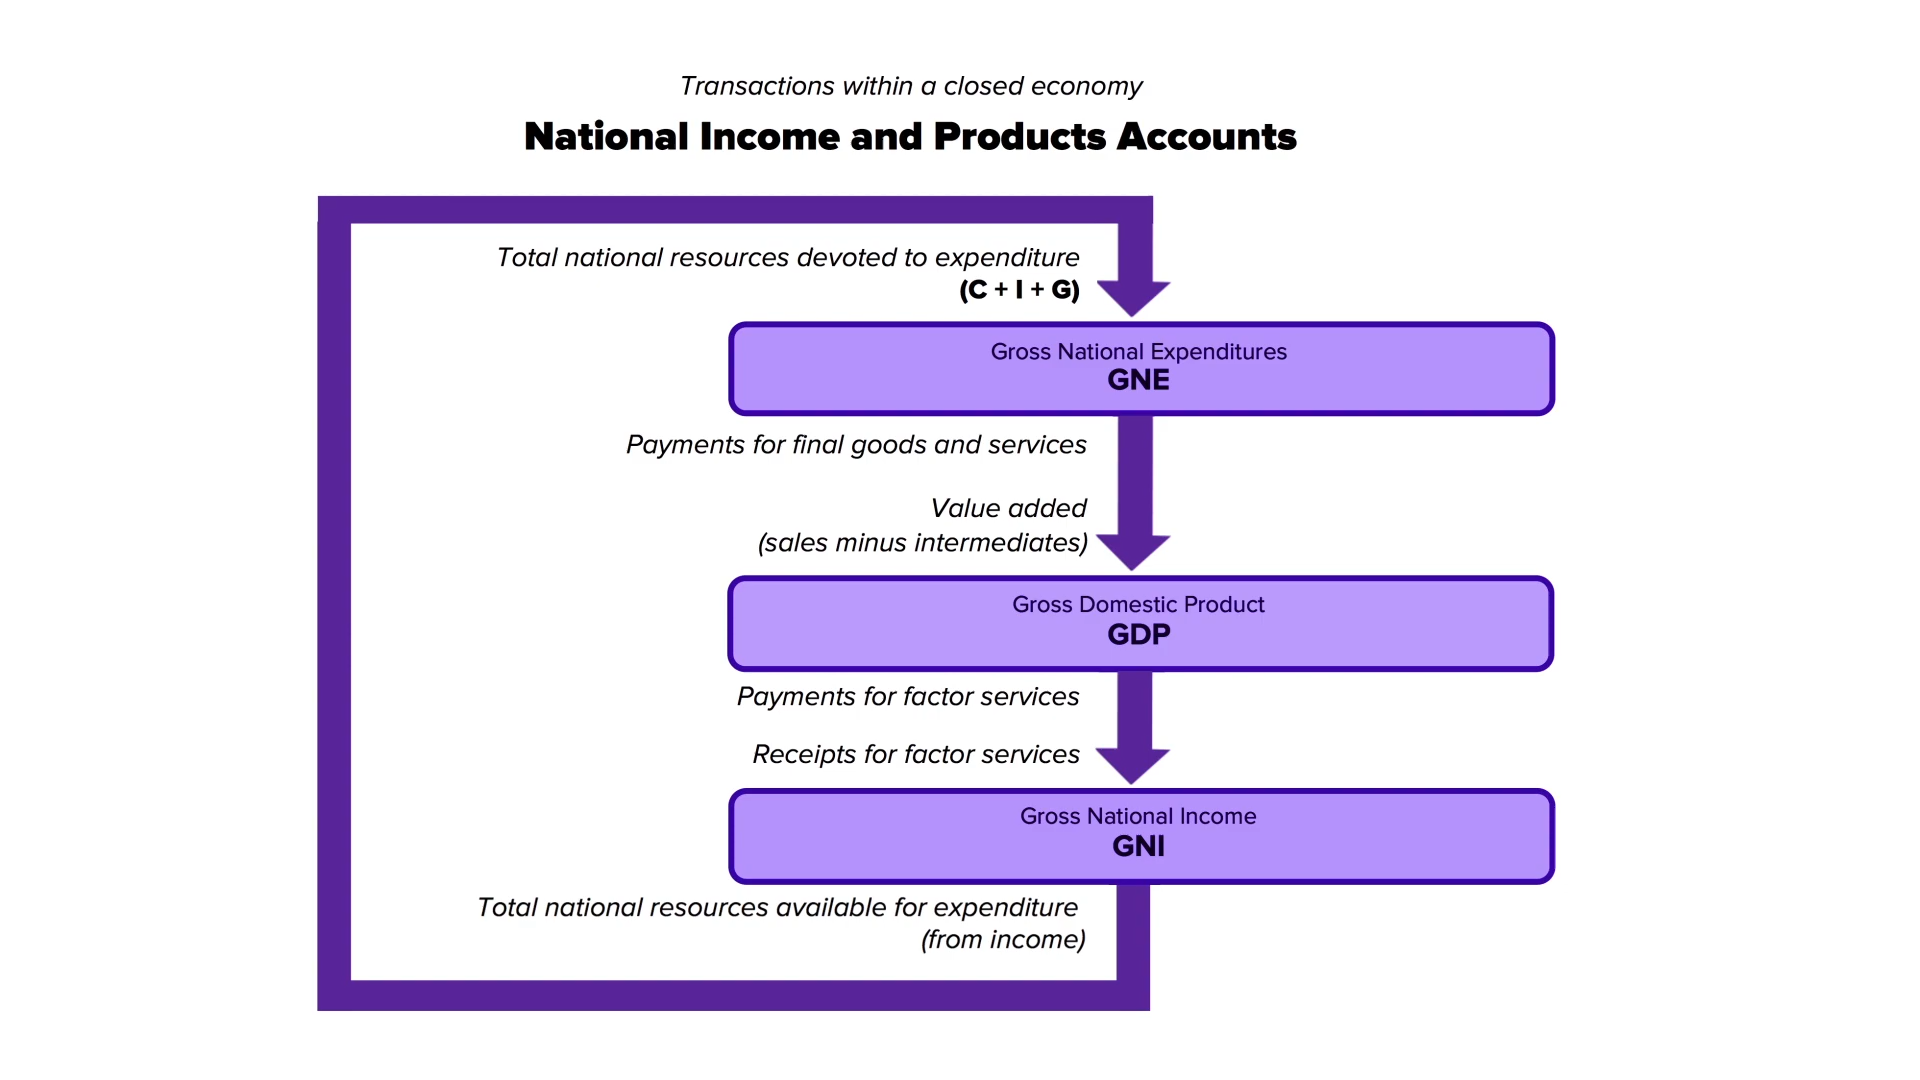 Transactions within a closed economy
National Income and Products Accounts
Total national resources devoted to expenditure
(C + I + G)
Gross National Expenditures
GNE
Payments for final goods and services
Value added
(sales minus intermediates)
Gross Domestic Product
GDP
Payments for factor services
Receipts for factor services
Gross National Income
GNI
Total national resources available for expenditure
(from income)